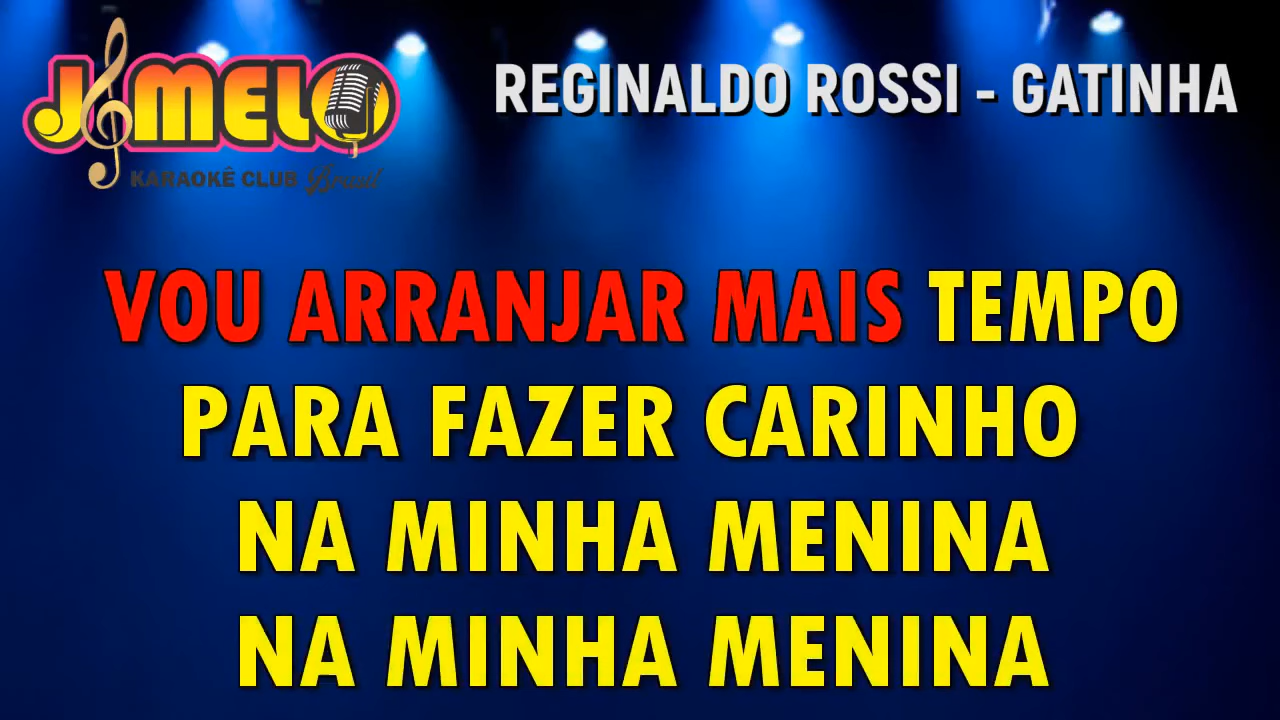 J MELO
KARAOKÊ CLUB Brasil
REGINALDO ROSSI - GATINHA
VOU ARRANJAR MAIS TEMPO
PARA FAZER CARINHO
NA MINHA MENINA
NA MINHA MENINA